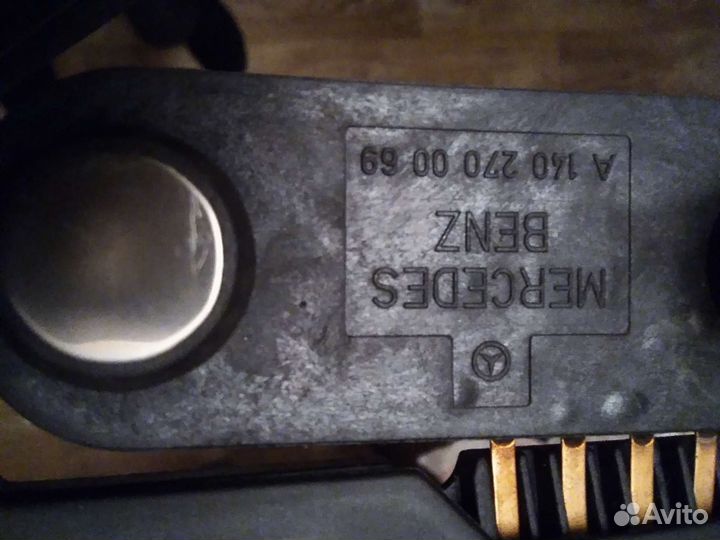 MERCEDES
BENZ
A 140 270 00 69
Avito